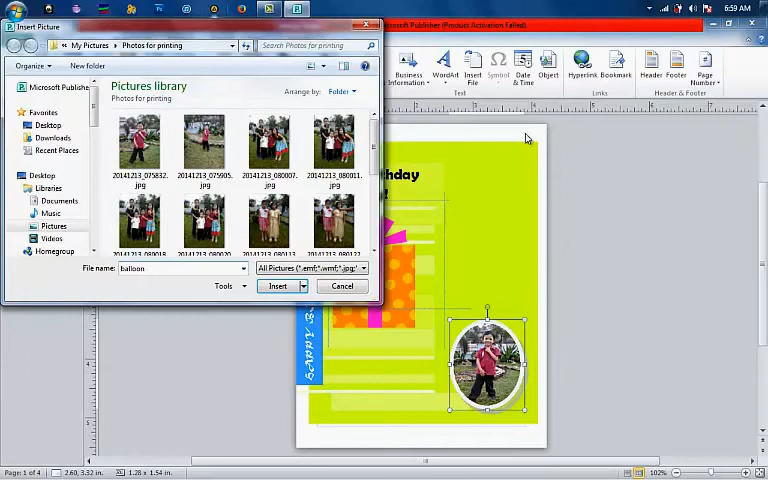 6:59 AM
Insert Picture
Microsoft Publisher (Product Activation Failed)
« My Pictures ▸ Photos for printing
Search Photos for printing
Organize
New folder
Microsoft Publishe
Favorites
Desktop
Downloads
Recent Places
Desktop
Libraries
Documents
Music
Pictures
Videos
Homegroup
Pictures library
Photos for printing
Arrange by: Folder
20141213_075832.jpg
20141213_075905.jpg
20141213_080007.jpg
20141213_080011.jpg
20141213_080018
20141213_080020
20141213_080113
20141213_080122
File name: balloon
All Pictures (*.emf;*.wmf;*.jpg;*
Tools
Insert
Cancel
Business Information
WordArt
Insert File
Symbol
Date & Time
Object
Hyperlink
Bookmark
Header
Footer
Page Number
Text
Links
Header & Footer
thday
!
Page: 1 of 4
2.60, 3.32 in.
1.28 x 1.54 in.
102%